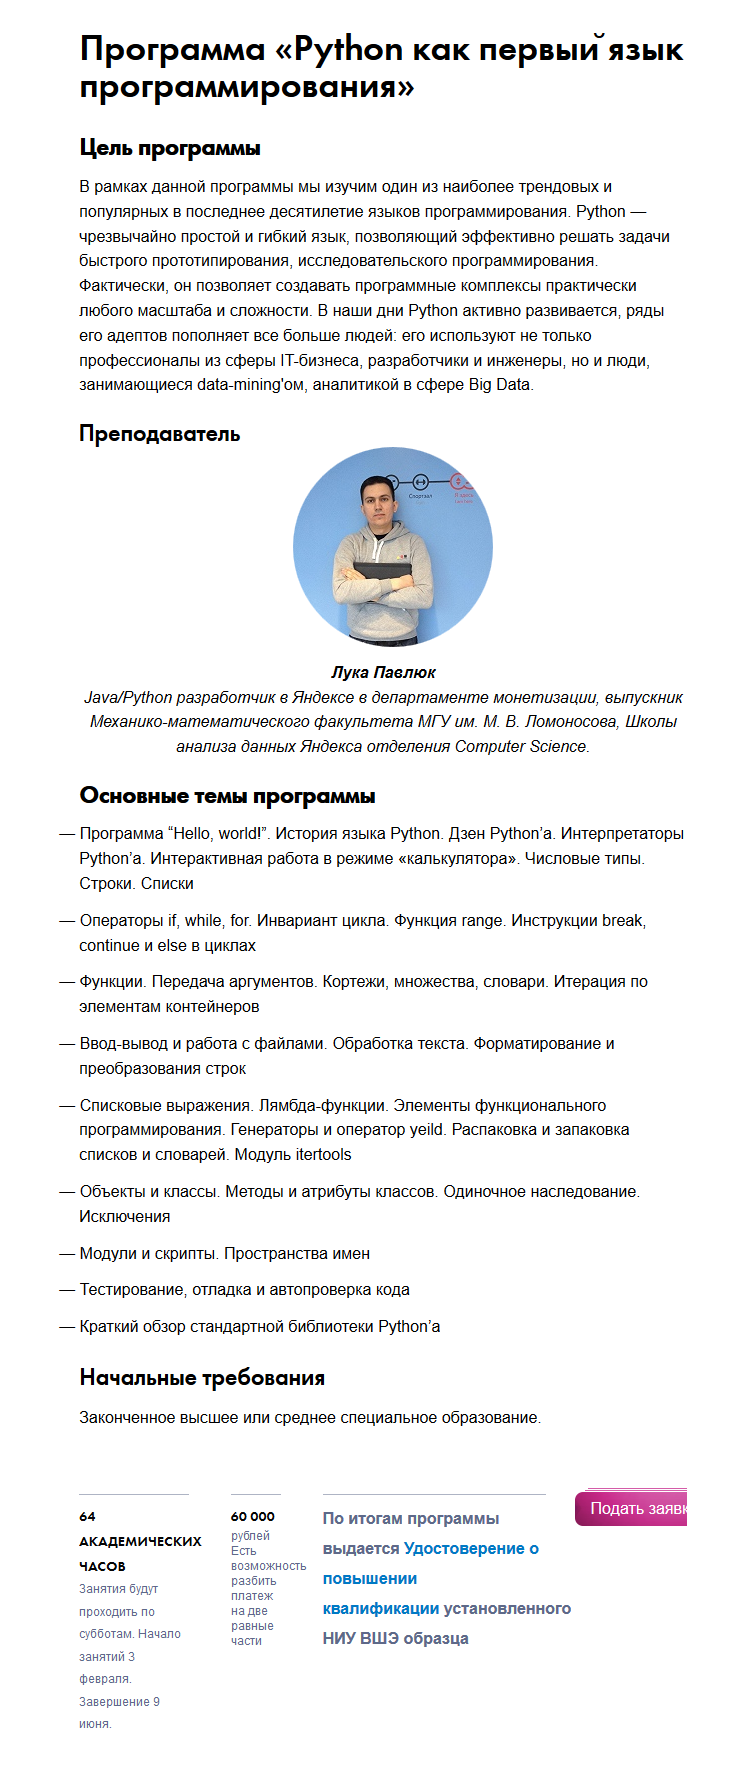 Программа «Python как первый язык
программирования»
Цель программы
В рамках данной программы мы изучим один из наиболее трендовых и
популярных в последнее десятилетие языков программирования. Python —
чрезвычайно простой и гибкий язык, позволяющий эффективно решать задачи
быстрого прототипирования, исследовательского программирования.
Фактически, он позволяет создавать программные комплексы практически
любого масштаба и сложности. В наши дни Python активно развивается, ряды
его адептов пополняет все больше людей: его используют не только
профессионалы из сферы IT-бизнеса, разработчики и инженеры, но и люди,
занимающиеся data-mining'ом, аналитикой в сфере Big Data.
Преподаватель
Спортзал
Лука Павлюк
Java/Python разработчик в Яндексе в департаменте монетизации, выпускник
Механико-математического факультета МГУ им. М. В. Ломоносова, Школы
анализа данных Яндекса отделения Computer Science.
Основные темы программы
— Программа “Hello, world!”. История языка Python. Дзен Python’а. Интерпретаторы
Python’а. Интерактивная работа в режиме «калькулятора». Числовые типы.
Строки. Списки
— Операторы if, while, for. Инвариант цикла. Функция range. Инструкции break,
continue и else в циклах
— Функции. Передача аргументов. Кортежи, множества, словари. Итерация по
элементам контейнеров
— Ввод-вывод и работа с файлами. Обработка текста. Форматирование и
преобразования строк
— Списковые выражения. Лямбда-функции. Элементы функционального
программирования. Генераторы и оператор yeild. Распаковка и запаковка
списков и словарей. Модуль itertools
— Объекты и классы. Методы и атрибуты классов. Одиночное наследование.
Исключения
— Модули и скрипты. Пространства имен
— Тестирование, отладка и автопроверка кода
— Краткий обзор стандартной библиотеки Python’а
Начальные требования
Законченное высшее или среднее специальное образование.
64
АКАДЕМИЧЕСКИХ
ЧАСОВ
Занятия будут
проходить по
субботам. Начало
занятий 3
февраля.
Завершение 9
июня.
60 000
рублей
Есть
возможность
разбить
платеж
на две
равные
части
По итогам программы
выдается Удостоверение о
повышении
квалификации установленного
НИУ ВШЭ образца
Подать заявк